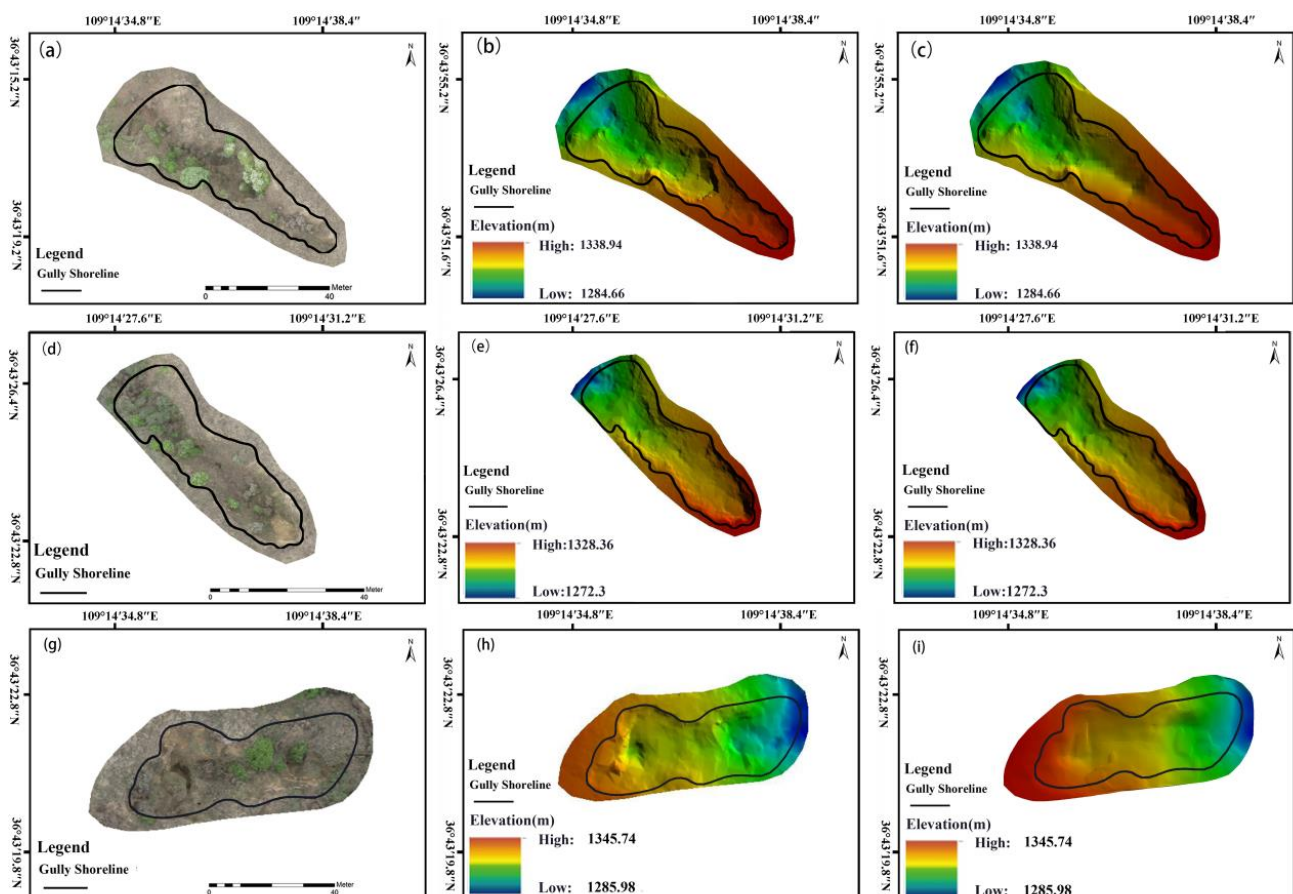 109°14′34.8″E 109°14′38.4″E
(a)
N
36°43′15.2″N
36°43′19.2″N
Legend
Gully Shoreline
0 40 Meter
109°14′34.8″E 109°14′38.4″E
(b)
N
36°43′55.2″N
36°43′51.6″N
Legend
Gully Shoreline
Elevation(m)
High: 1338.94
Low: 1284.66
109°14′34.8″E 109°14′38.4″E
(c)
N
36°43′55.2″N
36°43′51.6″N
Legend
Gully Shoreline
Elevation(m)
High: 1338.94
Low: 1284.66
109°14′27.6″E 109°14′31.2″E
(d)
N
36°43′26.4″N
36°43′22.8″N
Legend
Gully Shoreline
0 40 Meter
109°14′27.6″E 109°14′31.2″E
(e)
N
36°43′26.4″N
36°43′22.8″N
Legend
Gully Shoreline
Elevation(m)
High:1328.36
Low:1272.3
109°14′27.6″E 109°14′31.2″E
(f)
N
36°43′26.4″N
36°43′22.8″N
Legend
Gully Shoreline
Elevation(m)
High:1328.36
Low:1272.3
109°14′34.8″E 109°14′38.4″E
(g)
N
36°43′22.8″N
36°43′19.8″N
Legend
Gully Shoreline
0 40 Meter
109°14′34.8″E 109°14′38.4″E
(h)
N
36°43′22.8″N
36°43′19.8″N
Legend
Gully Shoreline
Elevation(m)
High: 1345.74
Low: 1285.98
109°14′34.8″E 109°14′38.4″E
(i)
N
36°43′22.8″N
36°43′19.8″N
Legend
Gully Shoreline
Elevation(m)
High: 1345.74
Low: 1285.98